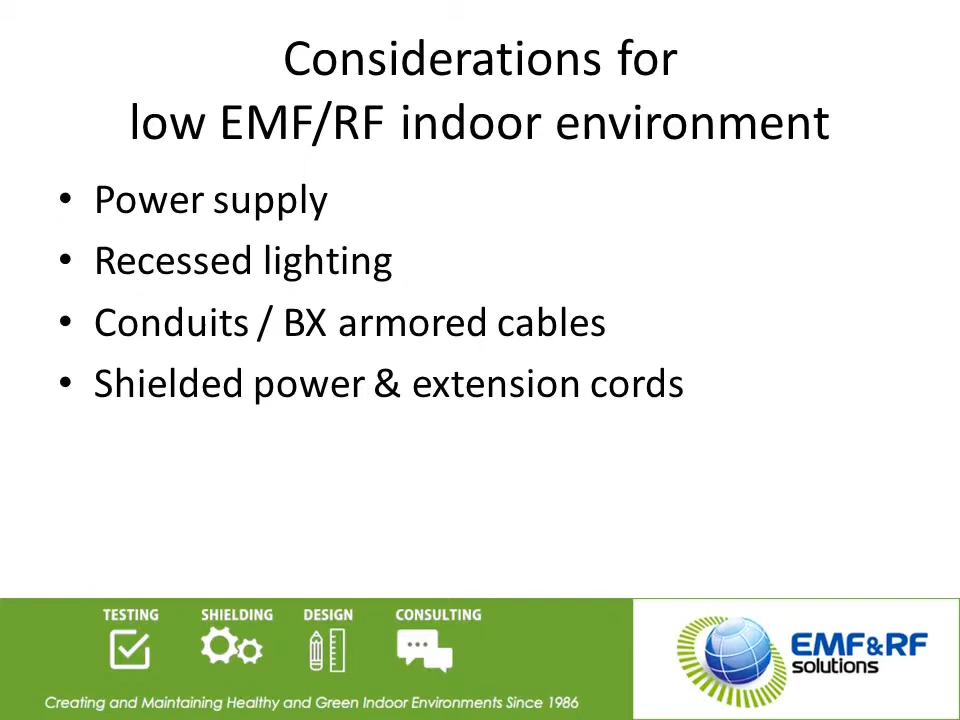 Considerations for
low EMF/RF indoor environment
• Power supply
• Recessed lighting
• Conduits / BX armored cables
• Shielded power & extension cords
TESTING SHIELDING DESIGN CONSULTING
Creating and Maintaining Healthy and Green Indoor Environments Since 1986
EMF&RF
solutions